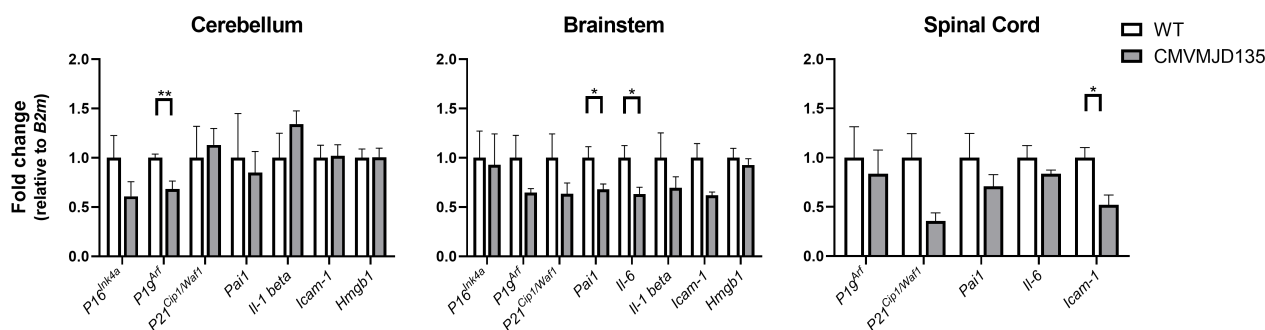 Cerebellum
Brainstem
Spinal Cord
WT
CMVMJD135
Fold change
(relative to B2m)
2.0
1.5
1.0
0.5
0.0
**
P16Ink4a
P19Arf
P21Cip1/Waf1
Pai1
Il-1 beta
Icam-1
Hmgb1
2.0
1.5
1.0
0.5
0.0
*
*
P16Ink4a
P19Arf
P21Cip1/Waf1
Pai1
Il-6
Il-1 beta
Icam-1
Hmgb1
2.0
1.5
1.0
0.5
0.0
*
P19Arf
P21Cip1/Waf1
Pai1
Il-6
Icam-1